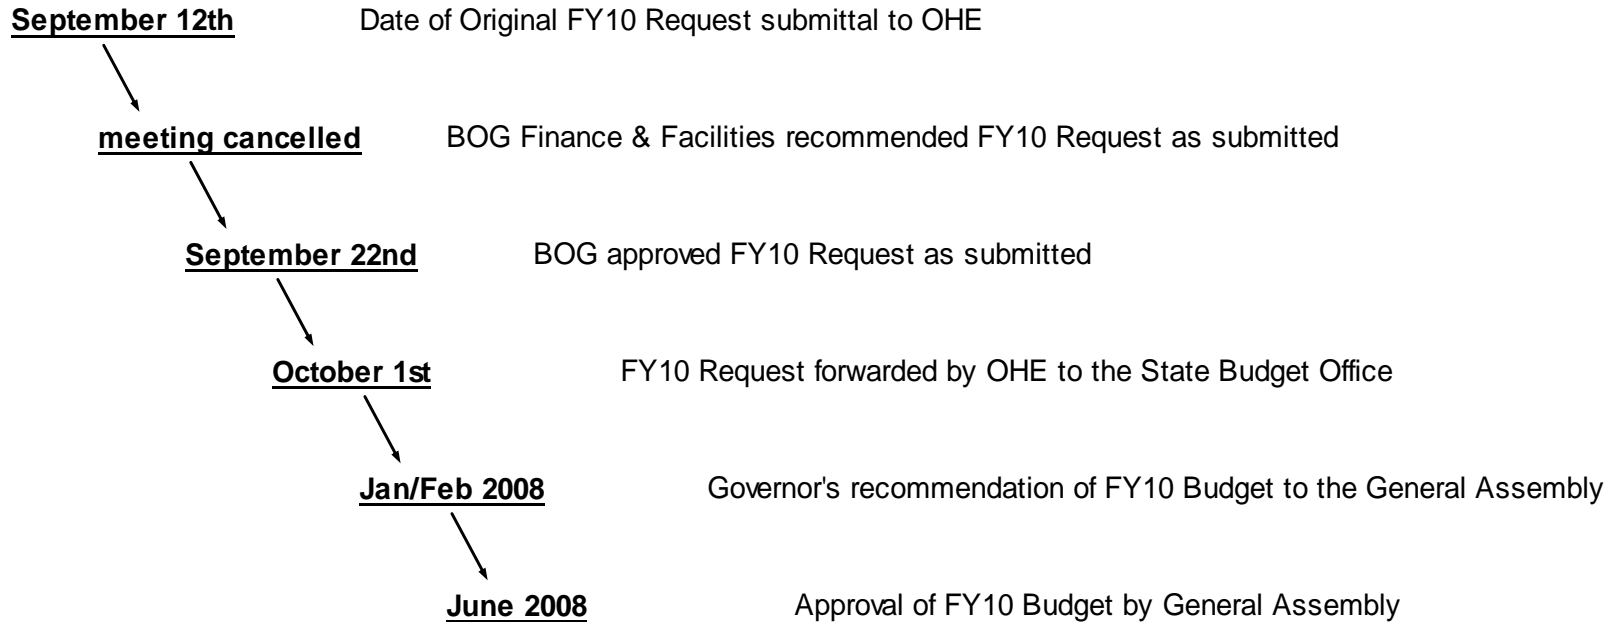 September 12th Date of Original FY10 Request submittal to OHE
meeting cancelled BOG Finance & Facilities recommended FY10 Request as submitted
September 22nd BOG approved FY10 Request as submitted
October 1st FY10 Request forwarded by OHE to the State Budget Office
Jan/Feb 2008 Governor's recommendation of FY10 Budget to the General Assembly
June 2008 Approval of FY10 Budget by General Assembly